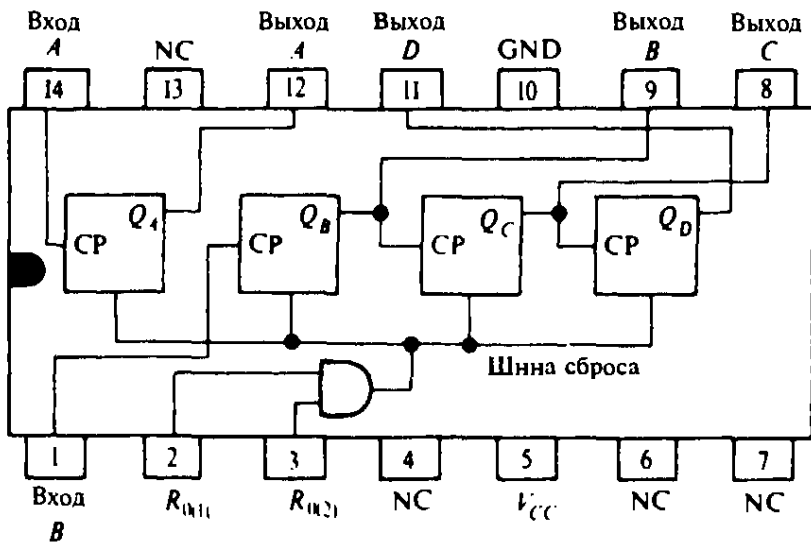 Вход NC Выход Выход GND Выход Выход
A A D B C
14 13 12 11 10 9 8
Q_A Q_B Q_C Q_D
CP CP CP CP
Шина сброса
1 2 3 4 5 6 7
Вход R_0(1) R_0(2) NC V_CC NC NC
B